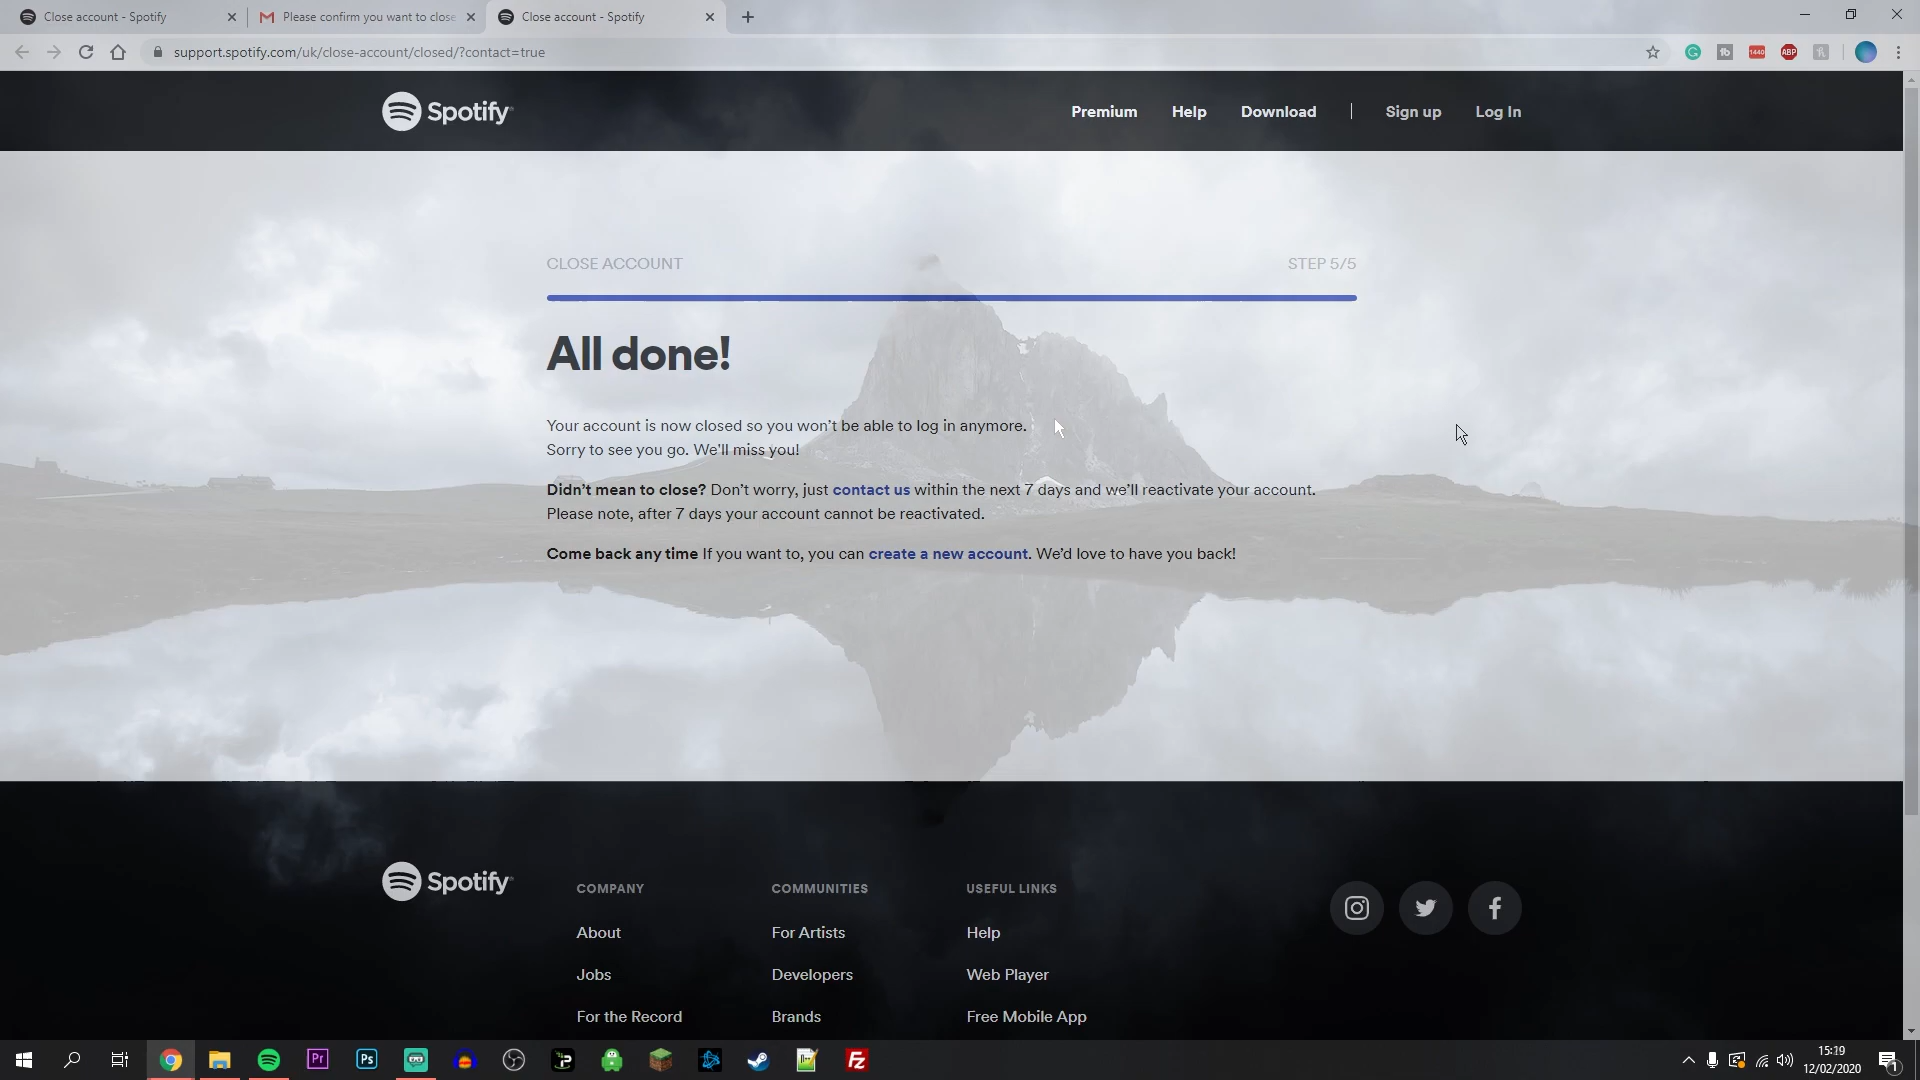 Close account - Spotify
Please confirm you want to close
Close account - Spotify
support.spotify.com/uk/close-account/closed/?contact=true
1440
ABP
Spotify
Premium
Help
Download
Sign up
Log In
CLOSE ACCOUNT
STEP 5/5
All done!
Your account is now closed so you won't be able to log in anymore.
Sorry to see you go. We'll miss you!
Didn't mean to close? Don't worry, just contact us within the next 7 days and we'll reactivate your account.
Please note, after 7 days your account cannot be reactivated.
Come back any time If you want to, you can create a new account. We'd love to have you back!
Spotify
COMPANY
COMMUNITIES
USEFUL LINKS
About
For Artists
Help
Jobs
Developers
Web Player
For the Record
Brands
Free Mobile App
Pr
Ps
Fz
15:19
12/02/2020
1